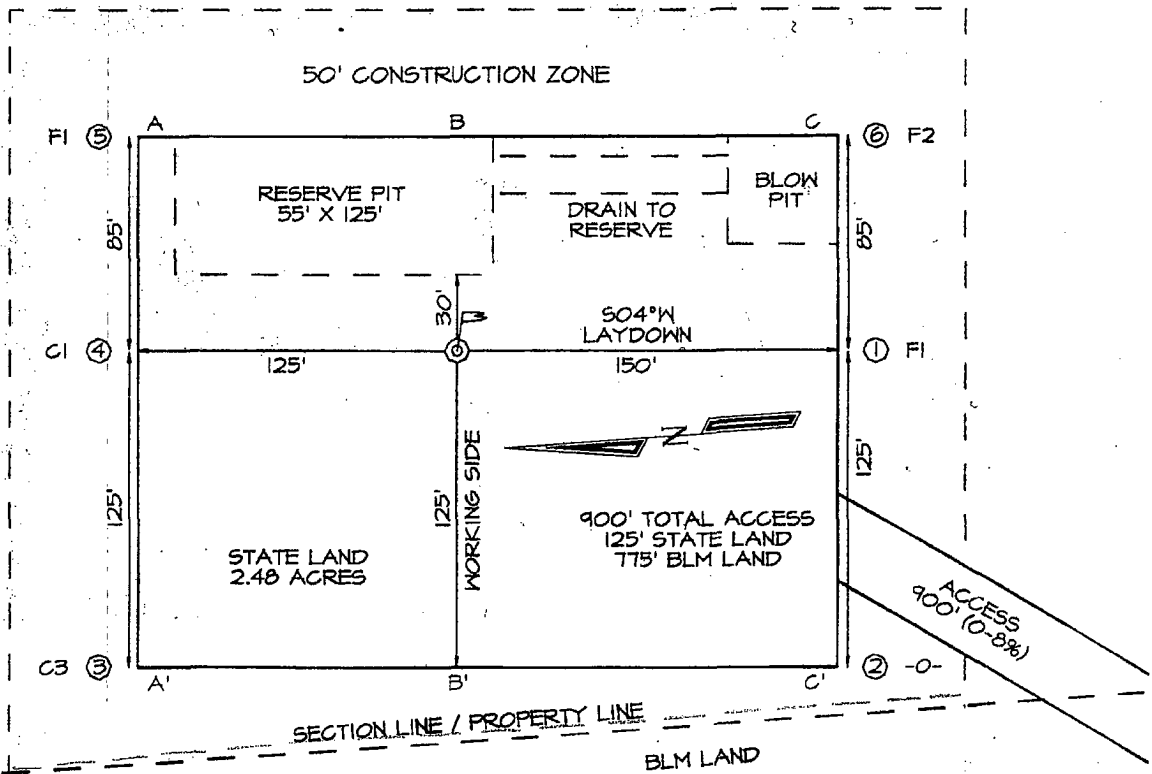 50' CONSTRUCTION ZONE
A B C
F1 ⑤ ⑥ F2
RESERVE PIT
55' X 125'
BLOW
PIT
DRAIN TO
RESERVE
85' 85'
30'
S04°W
LAYDOWN
C1 ④ ① F1
125' 150'
N
WORKING SIDE
125' 125' 125'
900' TOTAL ACCESS
125' STATE LAND
775' BLM LAND
STATE LAND
2.48 ACRES
ACCESS
900' (0-8%)
C3 ③ ② -0-
A' B' C'
SECTION LINE / PROPERTY LINE
BLM LAND